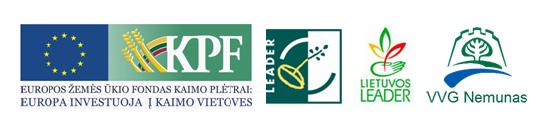 KPF
EUROPOS ŽEMĖS ŪKIO FONDAS KAIMO PLĖTRAI:
EUROPA INVESTUOJA Į KAIMO VIETOVES
LEADER
LIETUVOS
LEADER
VVG Nemunas